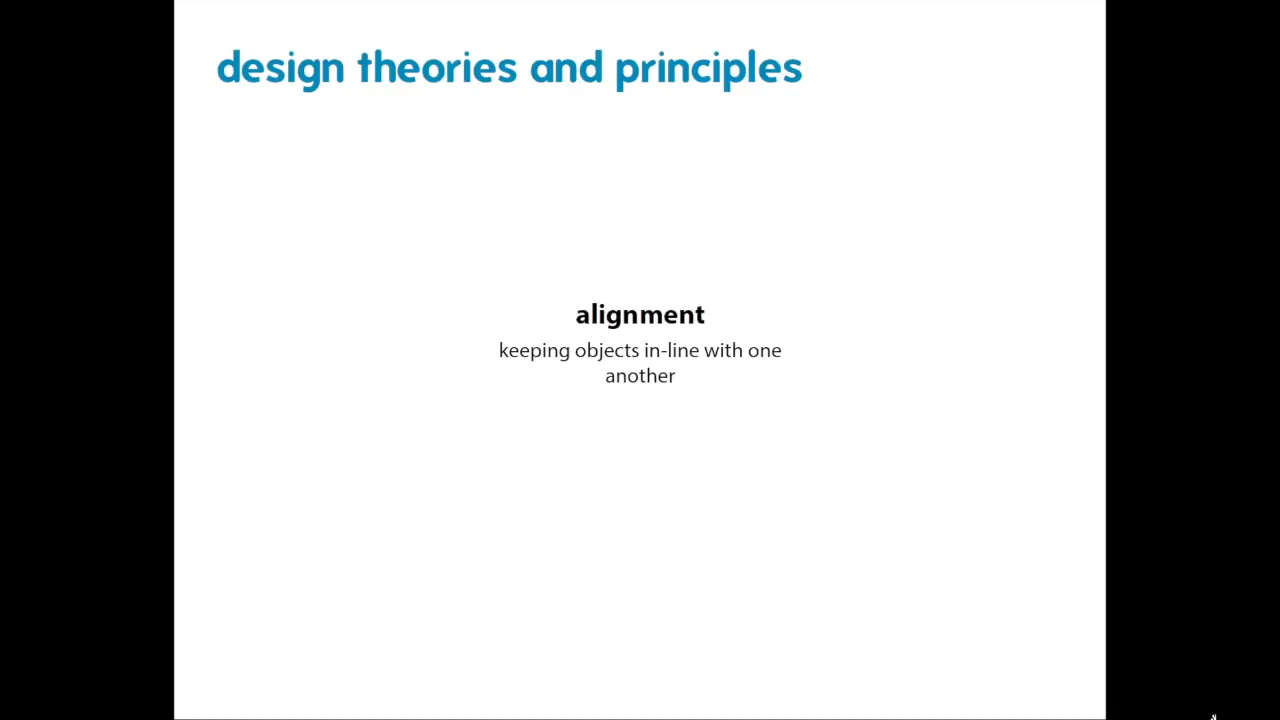 design theories and principles
alignment
keeping objects in-line with one
another